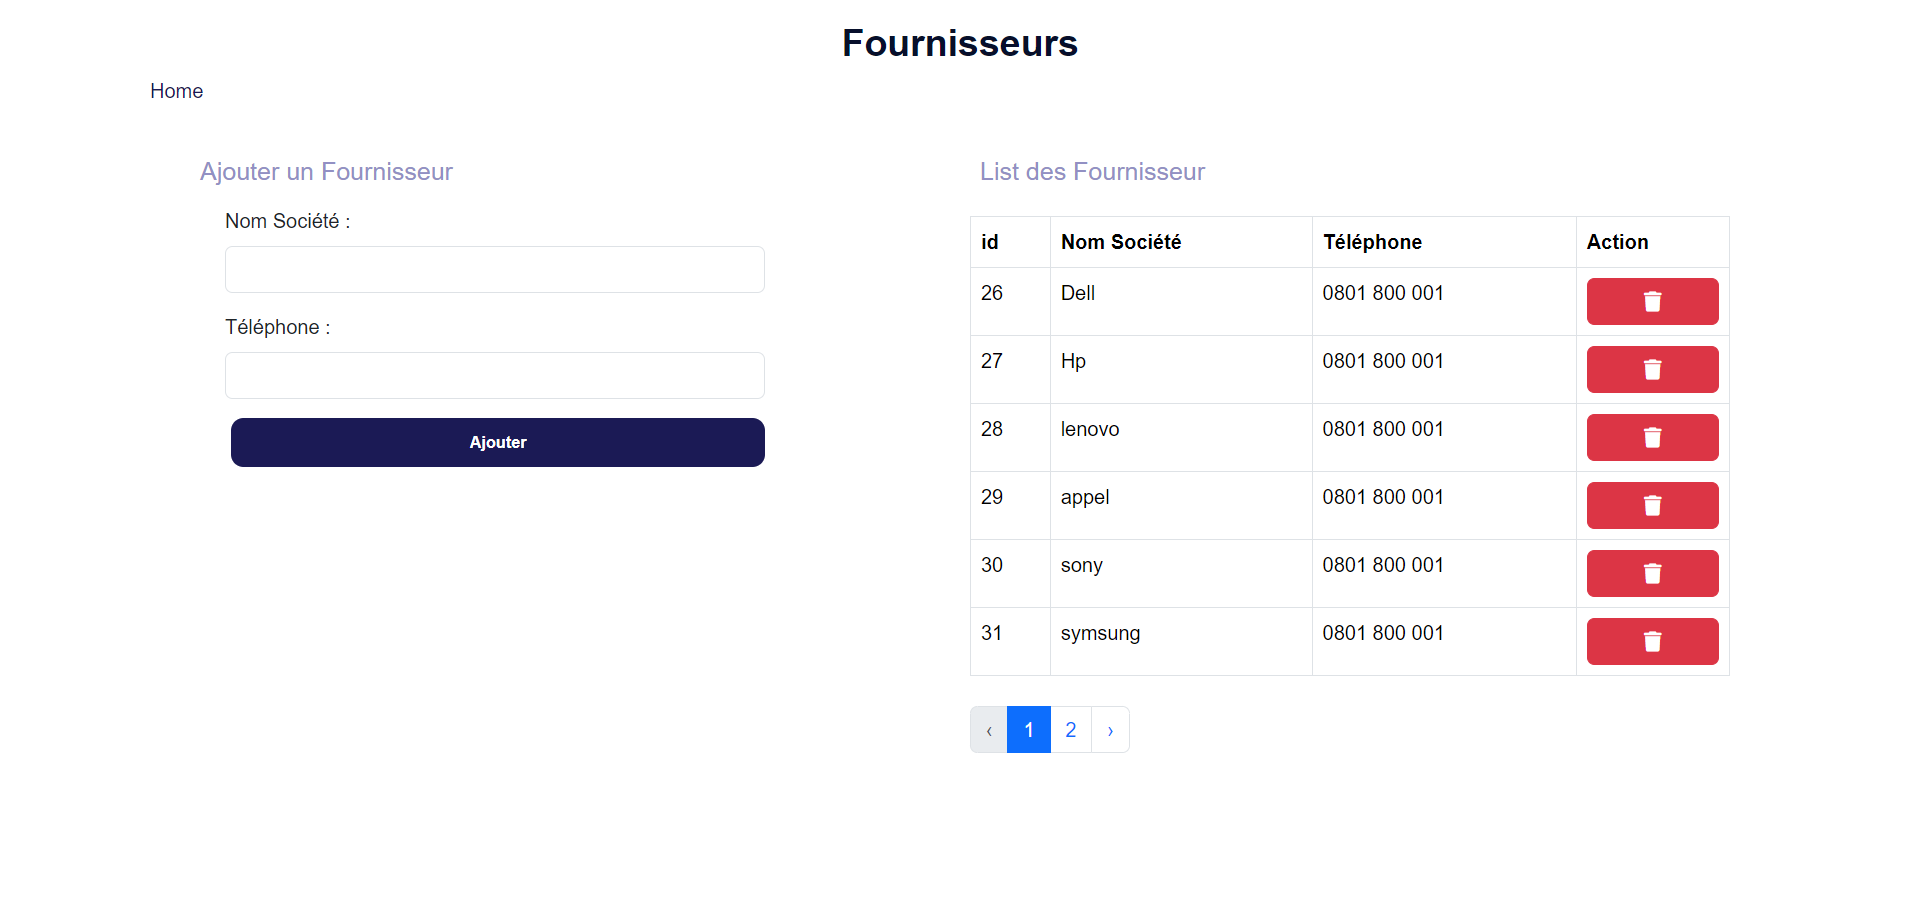 Fournisseurs
Home
Ajouter un Fournisseur
Nom Société :
Téléphone :
Ajouter
List des Fournisseur
id Nom Société Téléphone Action
26 Dell 0801 800 001
27 Hp 0801 800 001
28 lenovo 0801 800 001
29 appel 0801 800 001
30 sony 0801 800 001
31 symsung 0801 800 001
‹ 1 2 ›